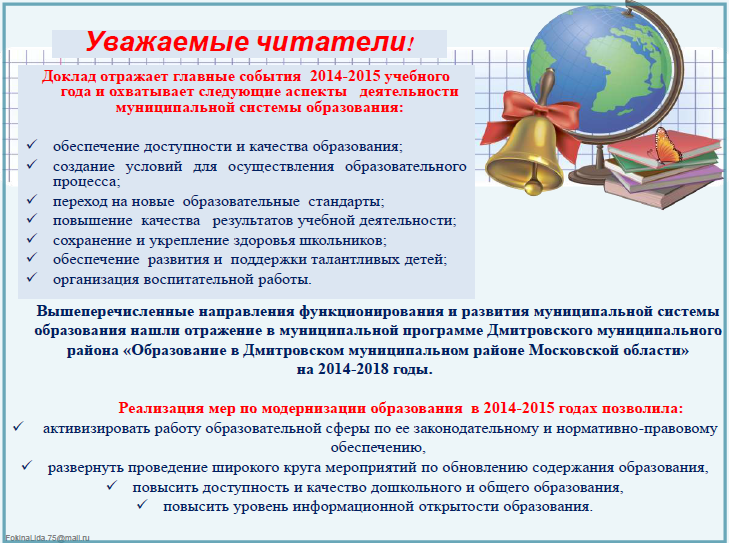 Уважаемые читатели!
Доклад отражает главные события 2014-2015 учебного
года и охватывает следующие аспекты деятельности
муниципальной системы образования:
✓ обеспечение доступности и качества образования;
✓ создание условий для осуществления образовательного
процесса;
✓ переход на новые образовательные стандарты;
✓ повышение качества результатов учебной деятельности;
✓ сохранение и укрепление здоровья школьников;
✓ обеспечение развития и поддержки талантливых детей;
✓ организация воспитательной работы.
Вышеперечисленные направления функционирования и развития муниципальной системы
образования нашли отражение в муниципальной программе Дмитровского муниципального
района «Образование в Дмитровском муниципальном районе Московской области»
на 2014-2018 годы.
Реализация мер по модернизации образования в 2014-2015 годах позволила:
✓ активизировать работу образовательной сферы по ее законодательному и нормативно-правовому
обеспечению,
✓ развернуть проведение широкого круга мероприятий по обновлению содержания образования,
✓ повысить доступность и качество дошкольного и общего образования,
✓ повысить уровень информационной открытости образования.
FokinaLida.75@mail.ru